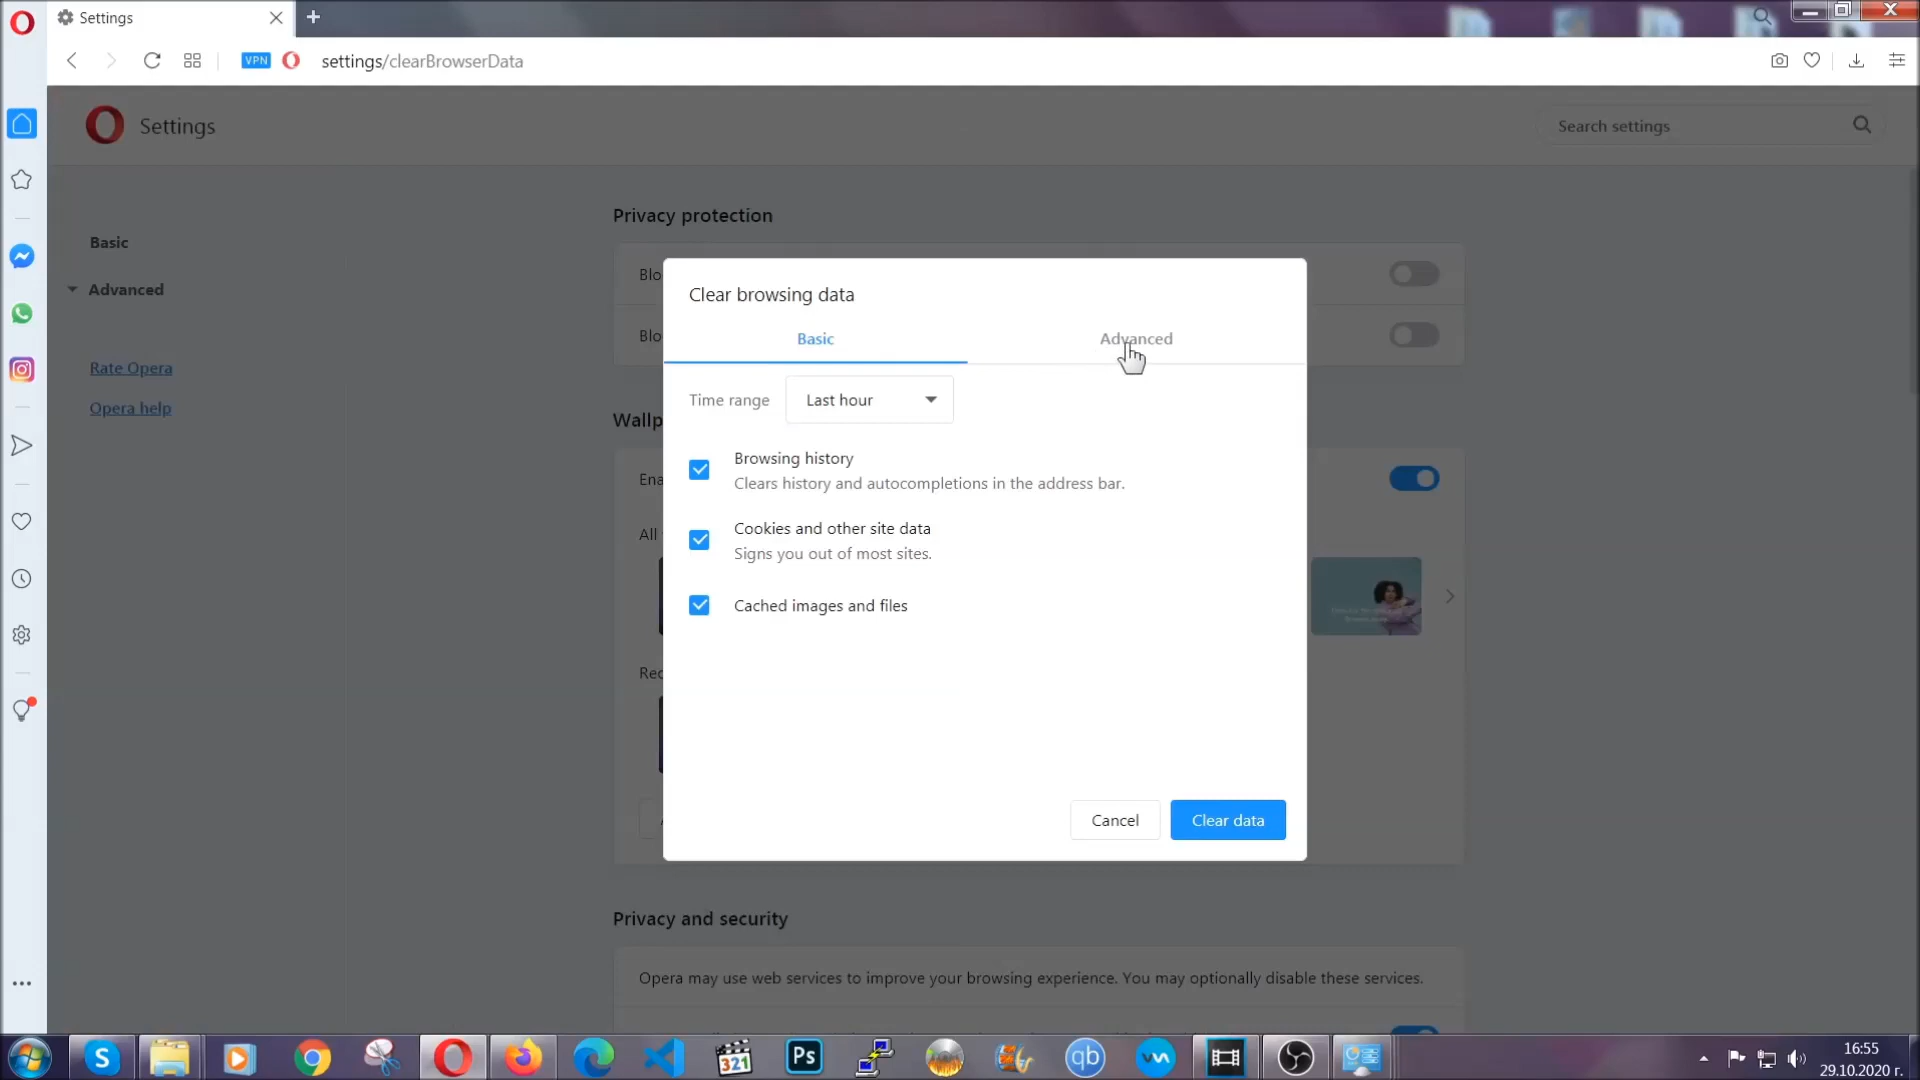 Settings
VPN
settings/clearBrowserData
Settings
Search settings
Basic
Advanced
Rate Opera
Opera help
Privacy protection
Blo
Blo
Wallp
Ena
All
Rec
Clear browsing data
Basic
Advanced
Time range
Last hour
Browsing history
Clears history and autocompletions in the address bar.
Cookies and other site data
Signs you out of most sites.
Cached images and files
Cancel
Clear data
Privacy and security
Opera may use web services to improve your browsing experience. You may optionally disable these services.
S
321
Ps
qb
16:55
29.10.2020 г.